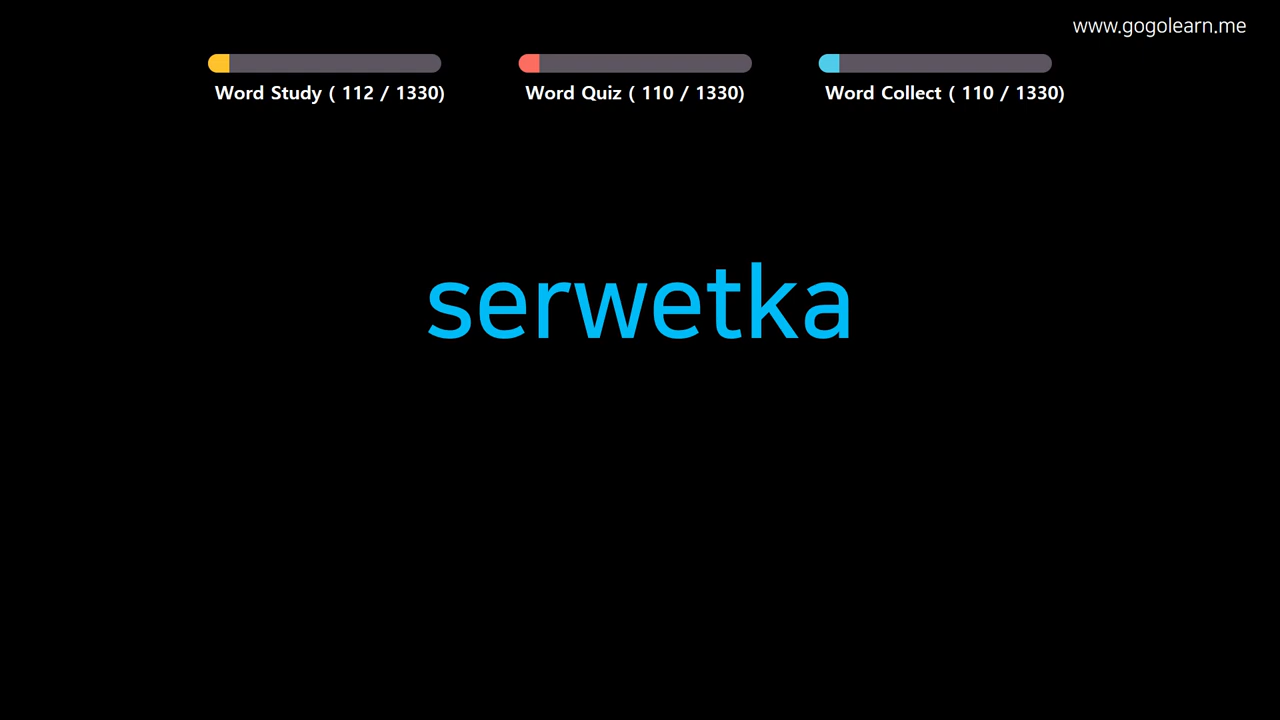 www.gogolearn.me
Word Study ( 112 / 1330)
Word Quiz ( 110 / 1330)
Word Collect ( 110 / 1330)
serwetka